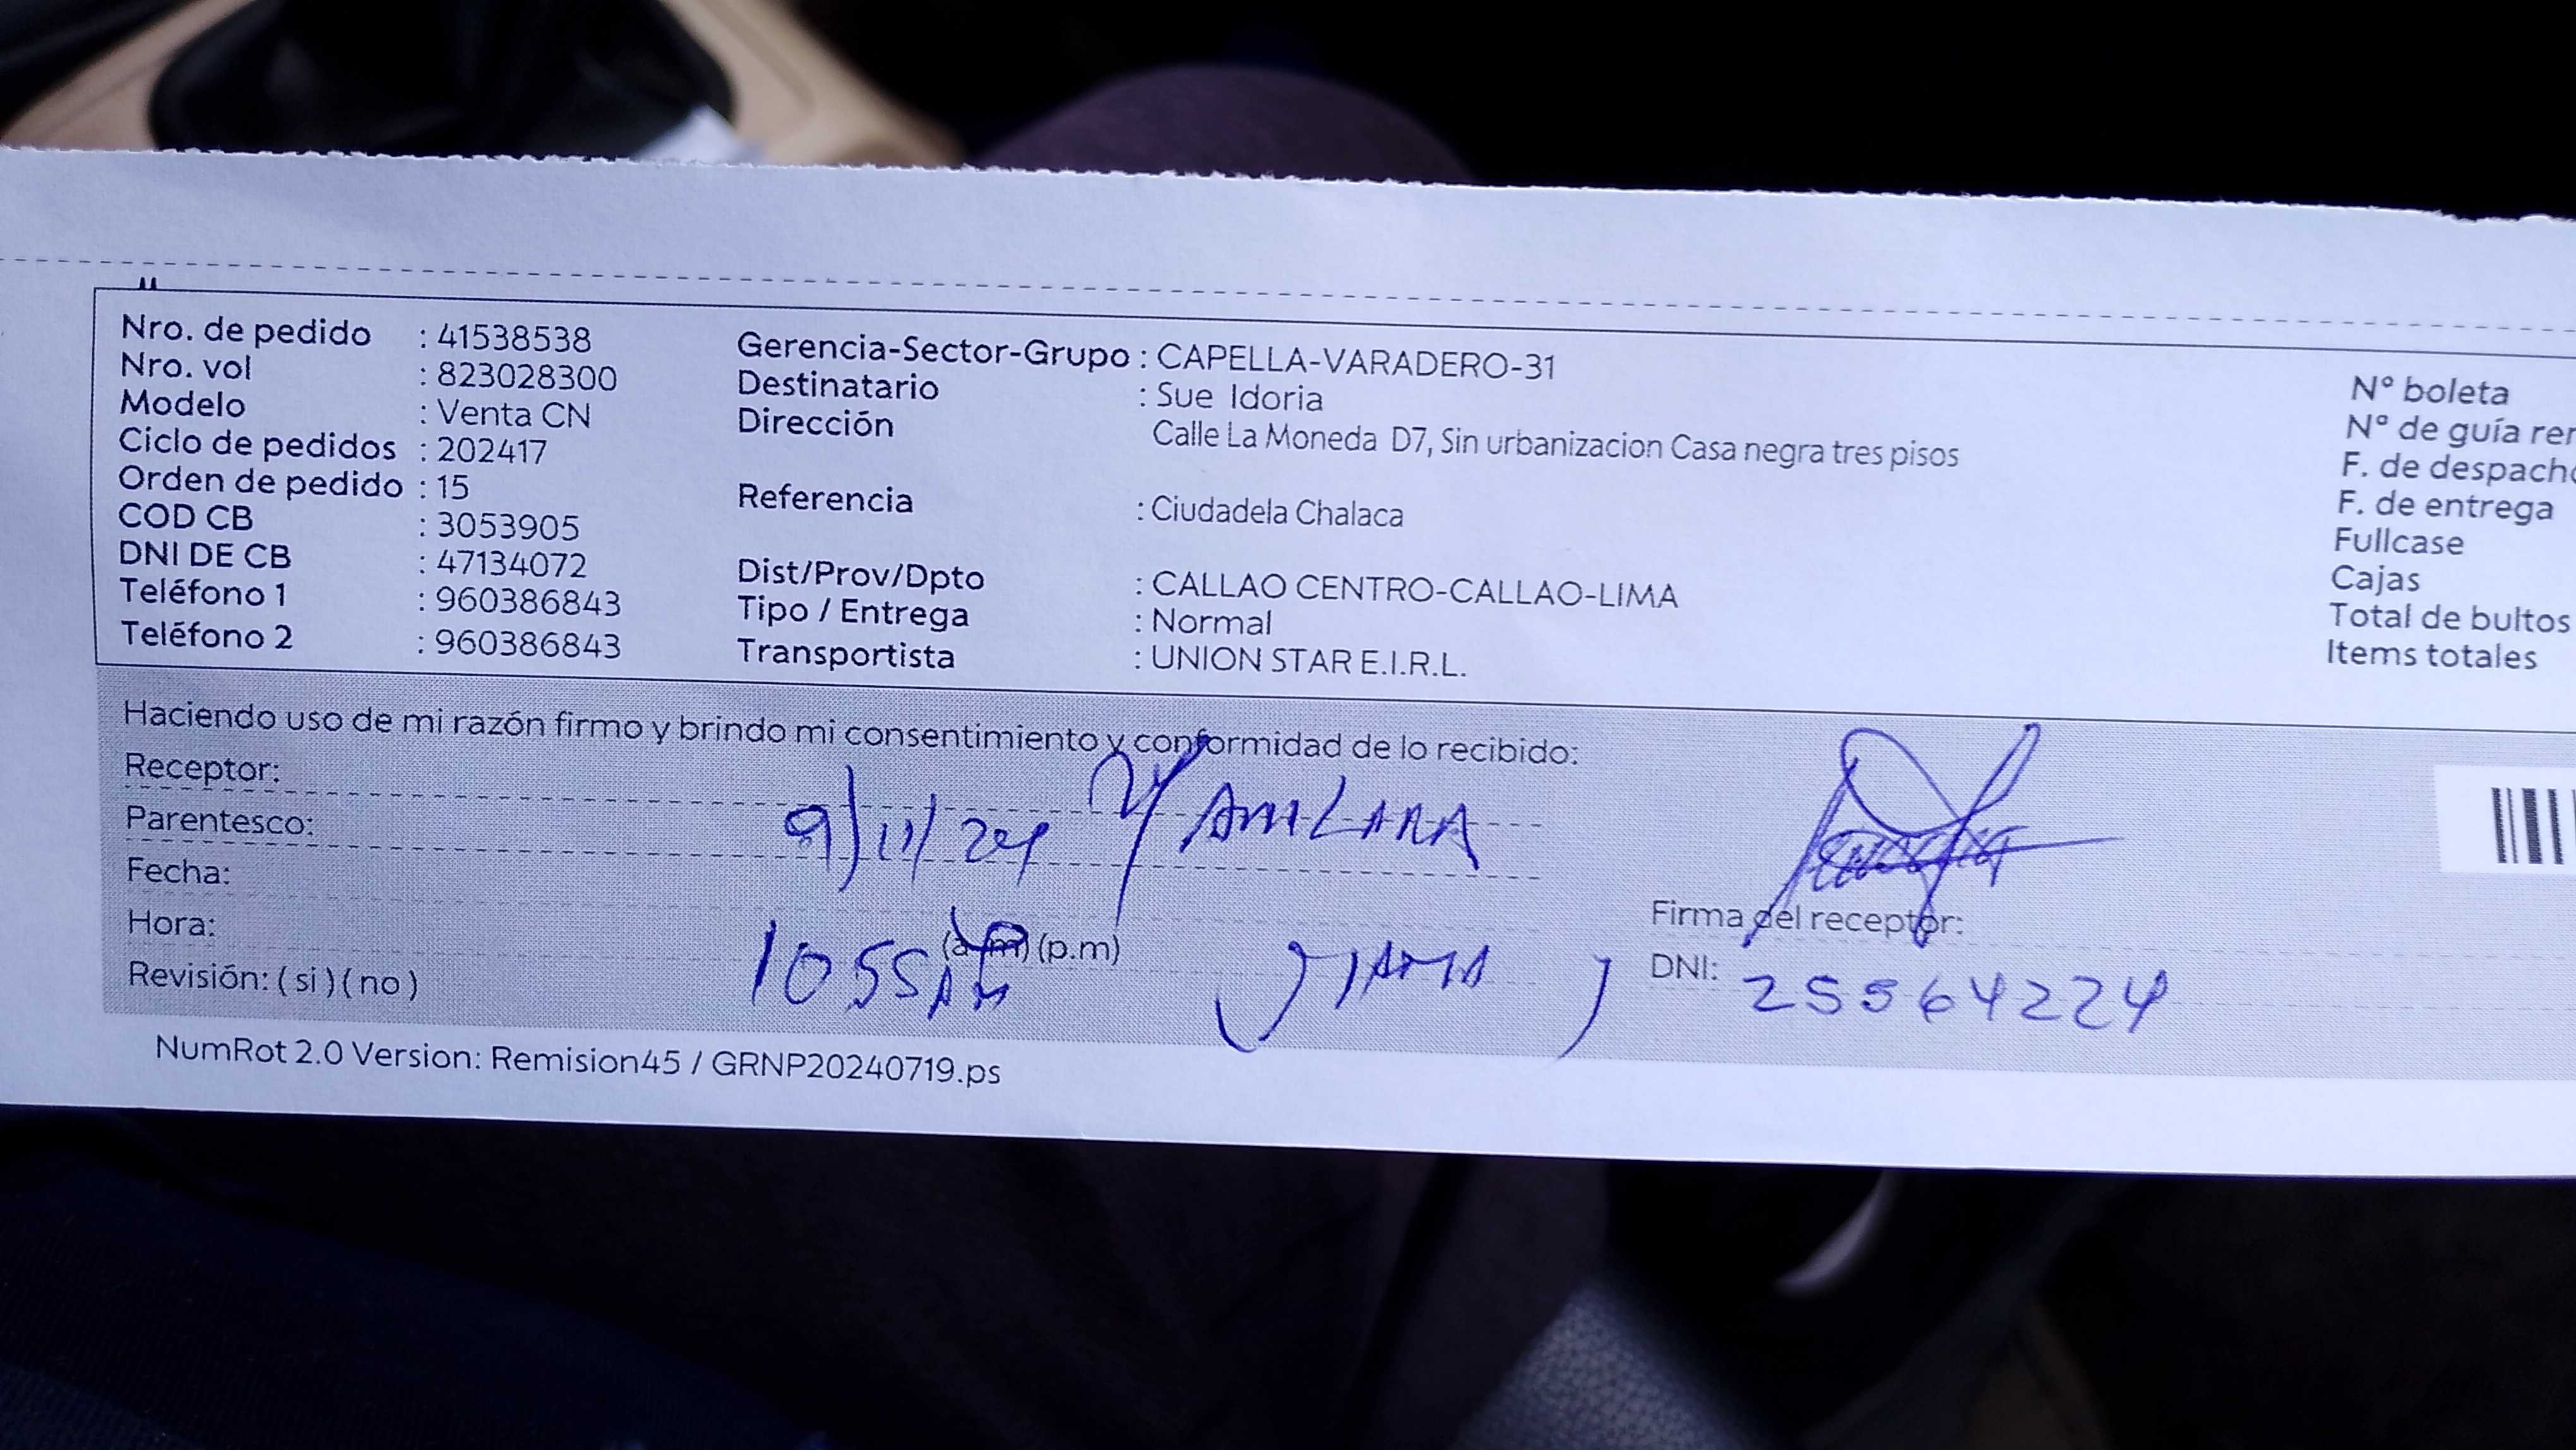 Nro. de pedido : 41538538
Nro. vol : 823028300
Modelo : Venta CN
Ciclo de pedidos : 202417
Orden de pedido : 15
COD CB : 3053905
DNI DE CB : 47134072
Teléfono 1 : 960386843
Teléfono 2 : 960386843
Gerencia-Sector-Grupo : CAPELLA-VARADERO-31
Destinatario : Sue Idoria
Dirección Calle La Moneda D7, Sin urbanizacion Casa negra tres pisos
Referencia : Ciudadela Chalaca
Dist/Prov/Dpto : CALLAO CENTRO-CALLAO-LIMA
Tipo / Entrega : Normal
Transportista : UNION STAR E.I.R.L.
N° boleta
N° de guía rer
F. de despacho
F. de entrega
Fullcase
Cajas
Total de bultos
Items totales
Haciendo uso de mi razón firmo y brindo mi consentimiento y conformidad de lo recibido:
Receptor:
Parentesco: 9/11/24
Fecha:
Hora: 1055 (a.m) (p.m)
Revisión: ( si ) ( no )
Firma del receptor:
DNI: 25564224
NumRot 2.0 Version: Remision45 / GRNP20240719.ps